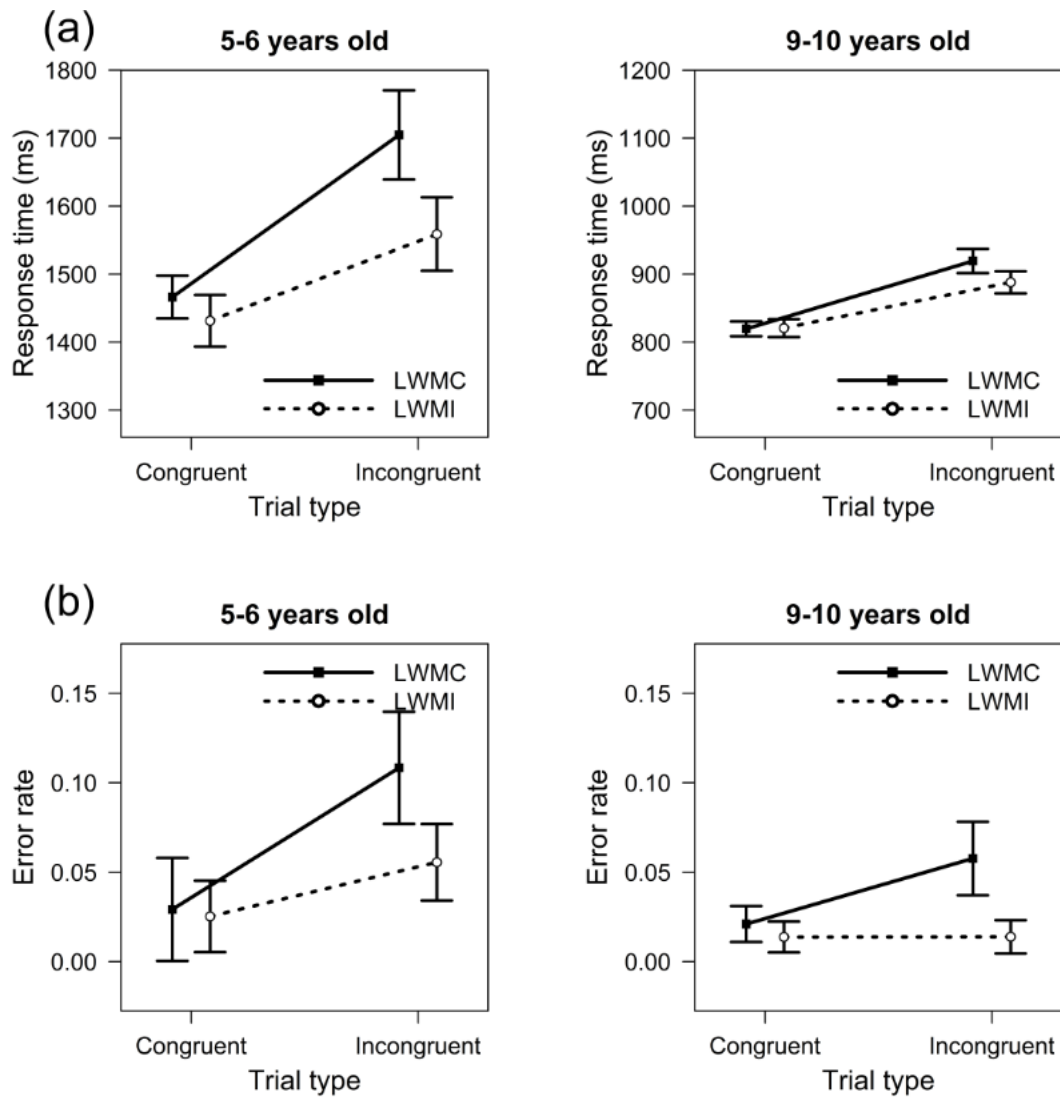 (a)
5-6 years old
Response time (ms)
1800
1700
1600
1500
1400
1300
LWMC
LWMI
Congruent
Incongruent
Trial type
9-10 years old
Response time (ms)
1200
1100
1000
900
800
700
LWMC
LWMI
Congruent
Incongruent
Trial type
(b)
5-6 years old
Error rate
0.15
0.10
0.05
0.00
LWMC
LWMI
Congruent
Incongruent
Trial type
9-10 years old
Error rate
0.15
0.10
0.05
0.00
LWMC
LWMI
Congruent
Incongruent
Trial type